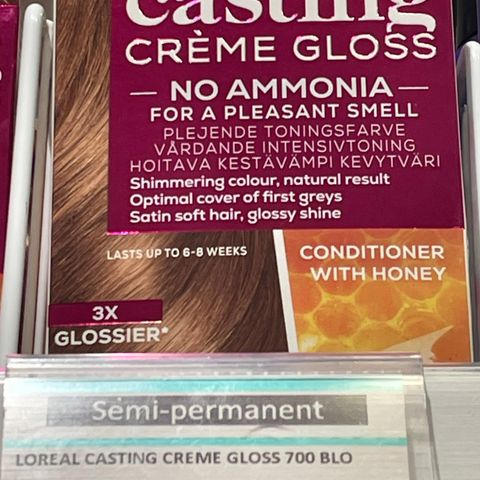 casting
CRÈME GLOSS
NO AMMONIA
FOR A PLEASANT SMELL
PLEJENDE TONINGSFARVE
VÅRDANDE INTENSIVTONING
HOITAVA KESTÄVÄMPI KEVYTVÄRI
Shimmering colour, natural result
Optimal cover of first greys
Satin soft hair, glossy shine
LASTS UP TO 6-8 WEEKS
CONDITIONER
WITH HONEY
3X
GLOSSIER*
Semi-permanent
LOREAL CASTING CREME GLOSS 700 BLO